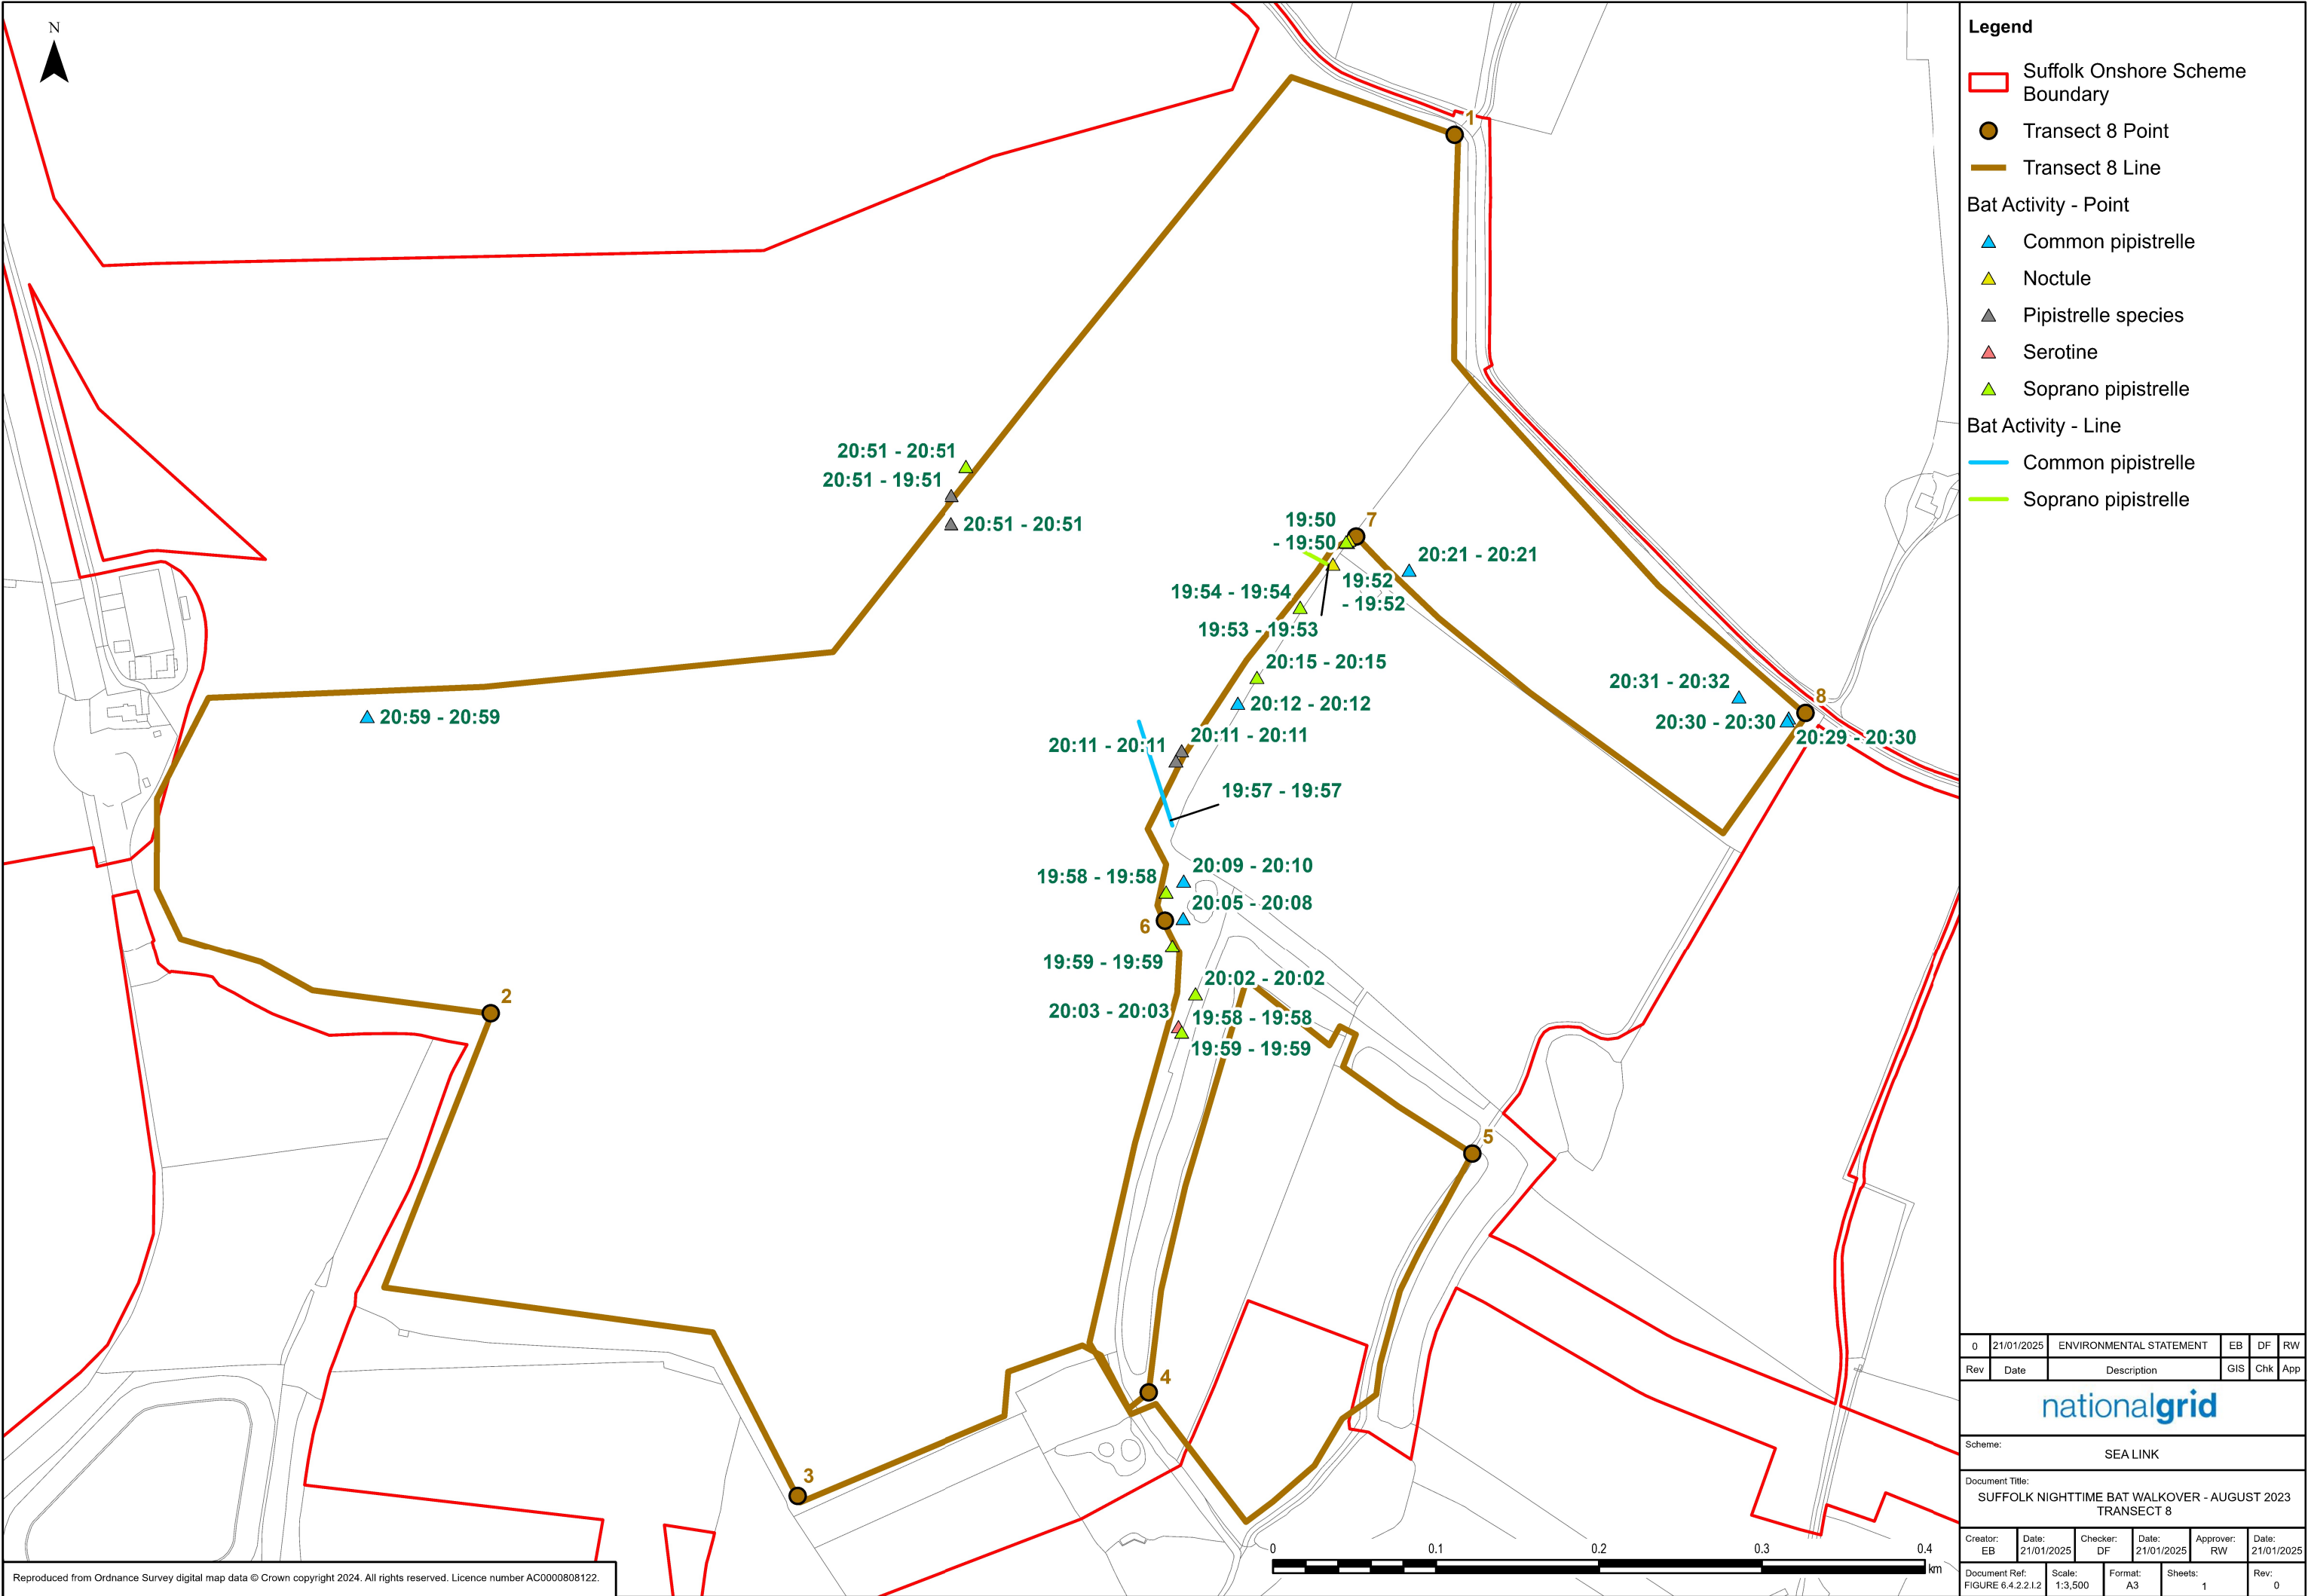 N
1
20:51 - 20:51
20:51 - 19:51
20:51 - 20:51
19:50
- 19:50
7
20:21 - 20:21
19:52
- 19:52
19:54 - 19:54
19:53 - 19:53
20:15 - 20:15
20:12 - 20:12
20:31 - 20:32
8
20:30 - 20:30
20:29 - 20:30
20:59 - 20:59
20:11 - 20:11
20:11 - 20:11
19:57 - 19:57
20:09 - 20:10
19:58 - 19:58
20:05 - 20:08
6
19:59 - 19:59
20:02 - 20:02
20:03 - 20:03
19:58 - 19:58
19:59 - 19:59
2
5
4
3
0 0.1 0.2 0.3 0.4
km
Reproduced from Ordnance Survey digital map data © Crown copyright 2024. All rights reserved. Licence number AC0000808122.
Legend
Suffolk Onshore Scheme
Boundary
Transect 8 Point
Transect 8 Line
Bat Activity - Point
Common pipistrelle
Noctule
Pipistrelle species
Serotine
Soprano pipistrelle
Bat Activity - Line
Common pipistrelle
Soprano pipistrelle
0 21/01/2025 ENVIRONMENTAL STATEMENT EB DF RW
Rev Date Description GIS Chk App
nationalgrid
Scheme:
SEA LINK
Document Title:
SUFFOLK NIGHTTIME BAT WALKOVER - AUGUST 2023
TRANSECT 8
Creator: Date: Checker: Date: Approver: Date:
EB 21/01/2025 DF 21/01/2025 RW 21/01/2025
Document Ref: Scale: Format: Sheets: Rev:
FIGURE 6.4.2.2.I.2 1:3,500 A3 1 0